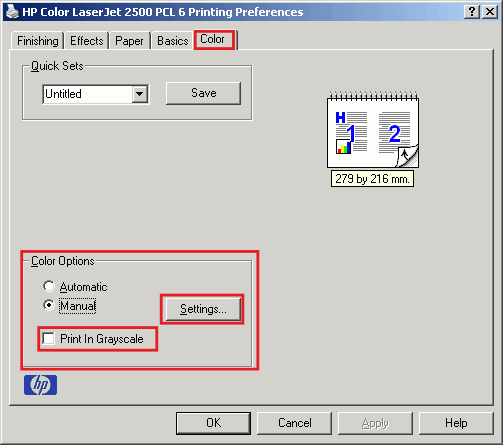 HP Color LaserJet 2500 PCL 6 Printing Preferences
Finishing Effects Paper Basics Color
Quick Sets
Untitled Save
H 1 2
279 by 216 mm.
Color Options
Automatic
Manual
Settings...
Print In Grayscale
hp
OK Cancel Apply Help